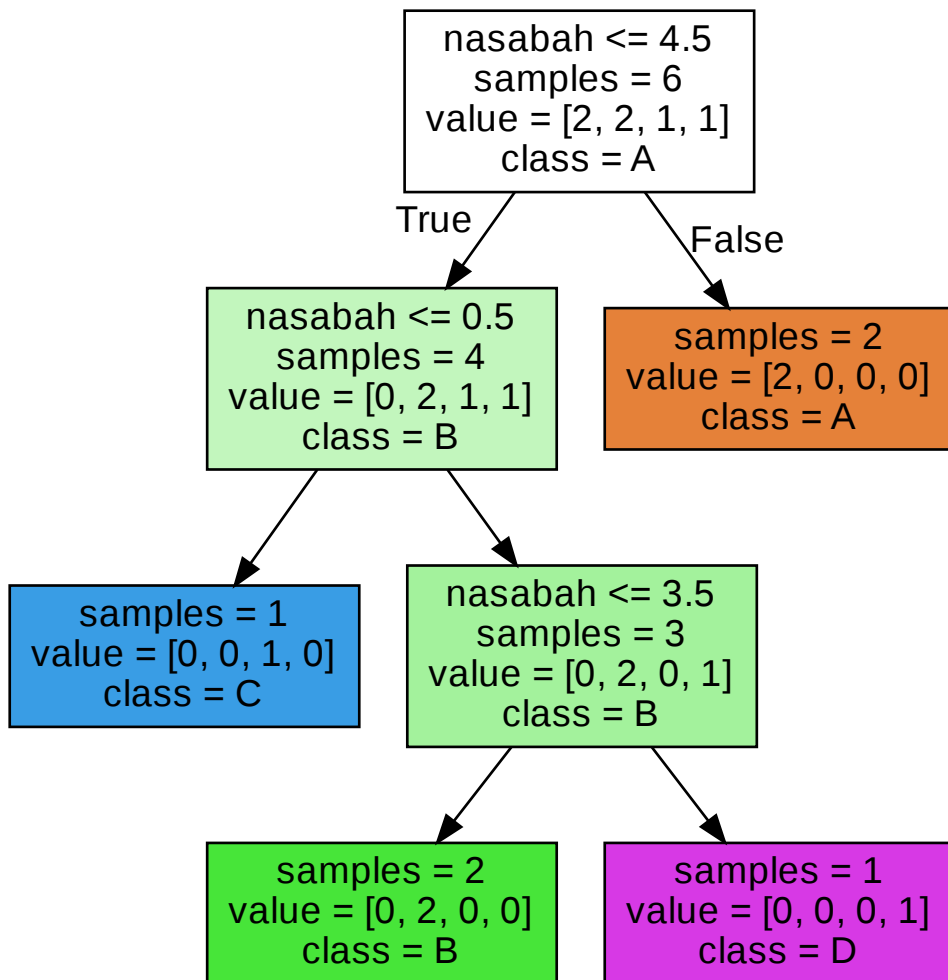 nasabah <= 4.5
samples = 6
value = [2, 2, 1, 1]
class = A
True
False
nasabah <= 0.5
samples = 4
value = [0, 2, 1, 1]
class = B
samples = 2
value = [2, 0, 0, 0]
class = A
samples = 1
value = [0, 0, 1, 0]
class = C
nasabah <= 3.5
samples = 3
value = [0, 2, 0, 1]
class = B
samples = 2
value = [0, 2, 0, 0]
class = B
samples = 1
value = [0, 0, 0, 1]
class = D